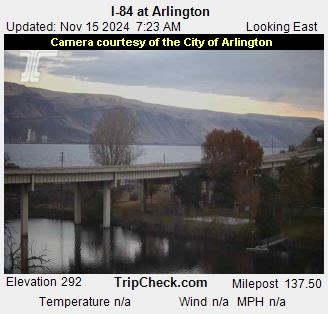 I-84 at Arlington
Updated: Nov 15 2024 7:23 AM Looking East
Camera courtesy of the City of Arlington
Elevation 292 TripCheck.com Milepost 137.50
Temperature n/a Wind n/a MPH n/a